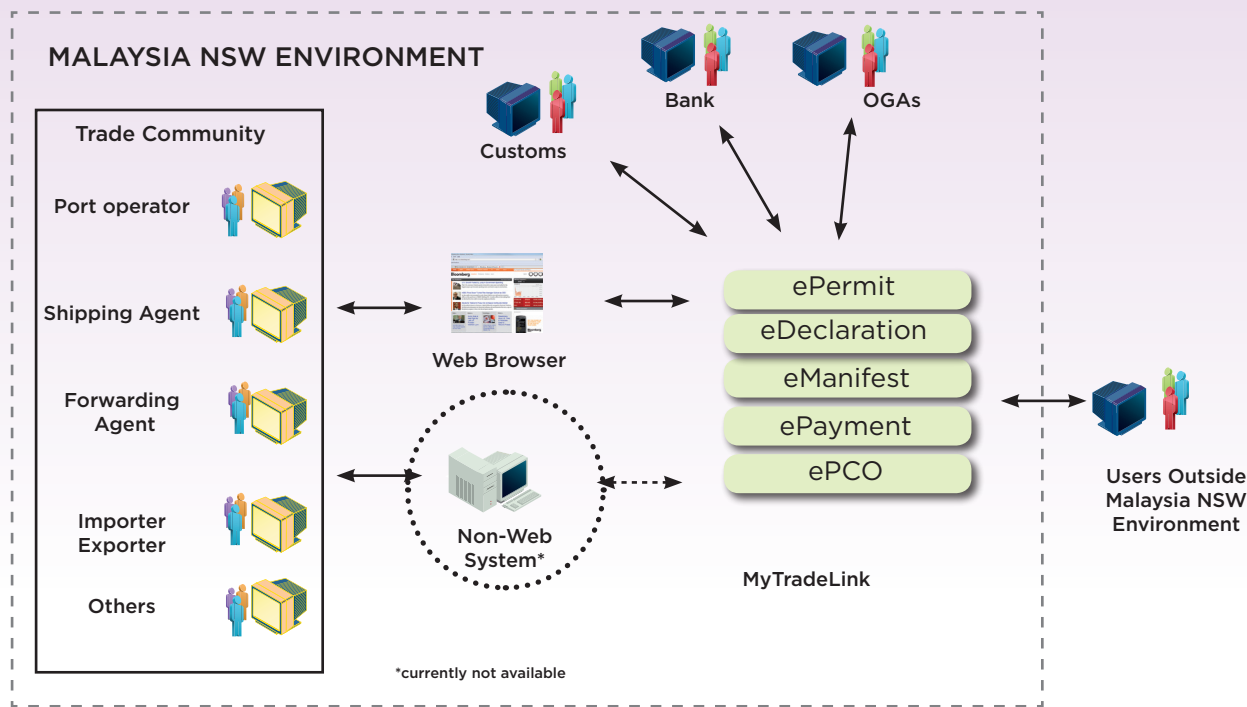 MALAYSIA NSW ENVIRONMENT
Bank
OGAs
Customs
Trade Community
Port operator
Shipping Agent
Forwarding
Agent
Importer
Exporter
Others
Web Browser
Non-Web
System*
ePermit
eDeclaration
eManifest
ePayment
ePCO
MyTradeLink
Users Outside
Malaysia NSW
Environment
*currently not available